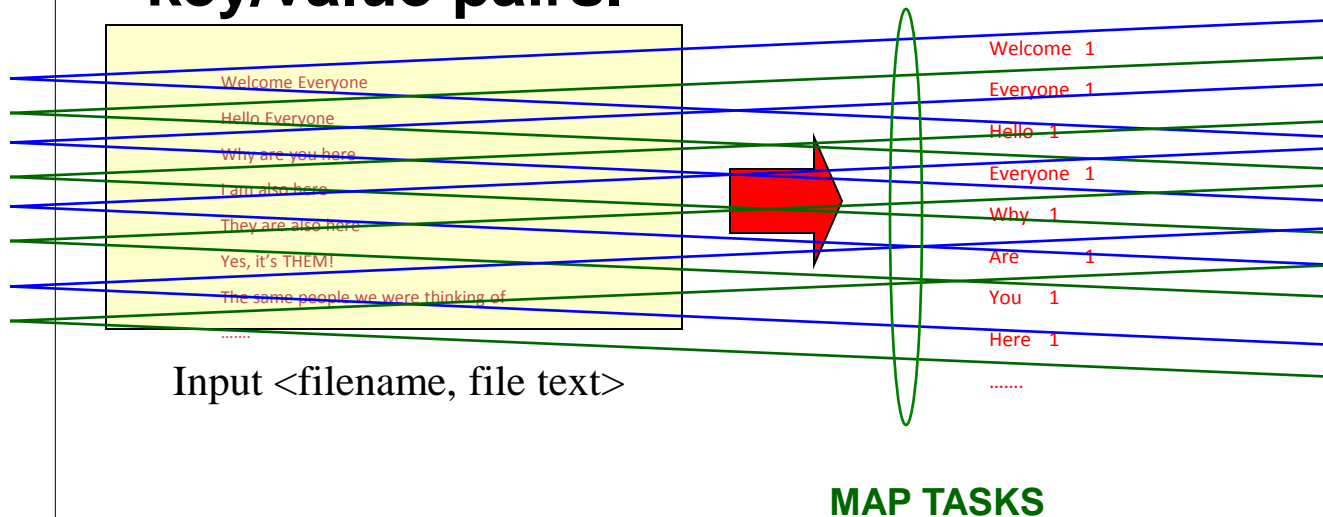 key/value pairs.
Welcome Everyone
Hello Everyone
Why are you here
I am also here
They are also here
Yes, it's THEM!
The same people we were thinking of
…….
Input <filename, file text>
Welcome 1
Everyone 1
Hello 1
Everyone 1
Why 1
Are 1
You 1
Here 1
…….
MAP TASKS